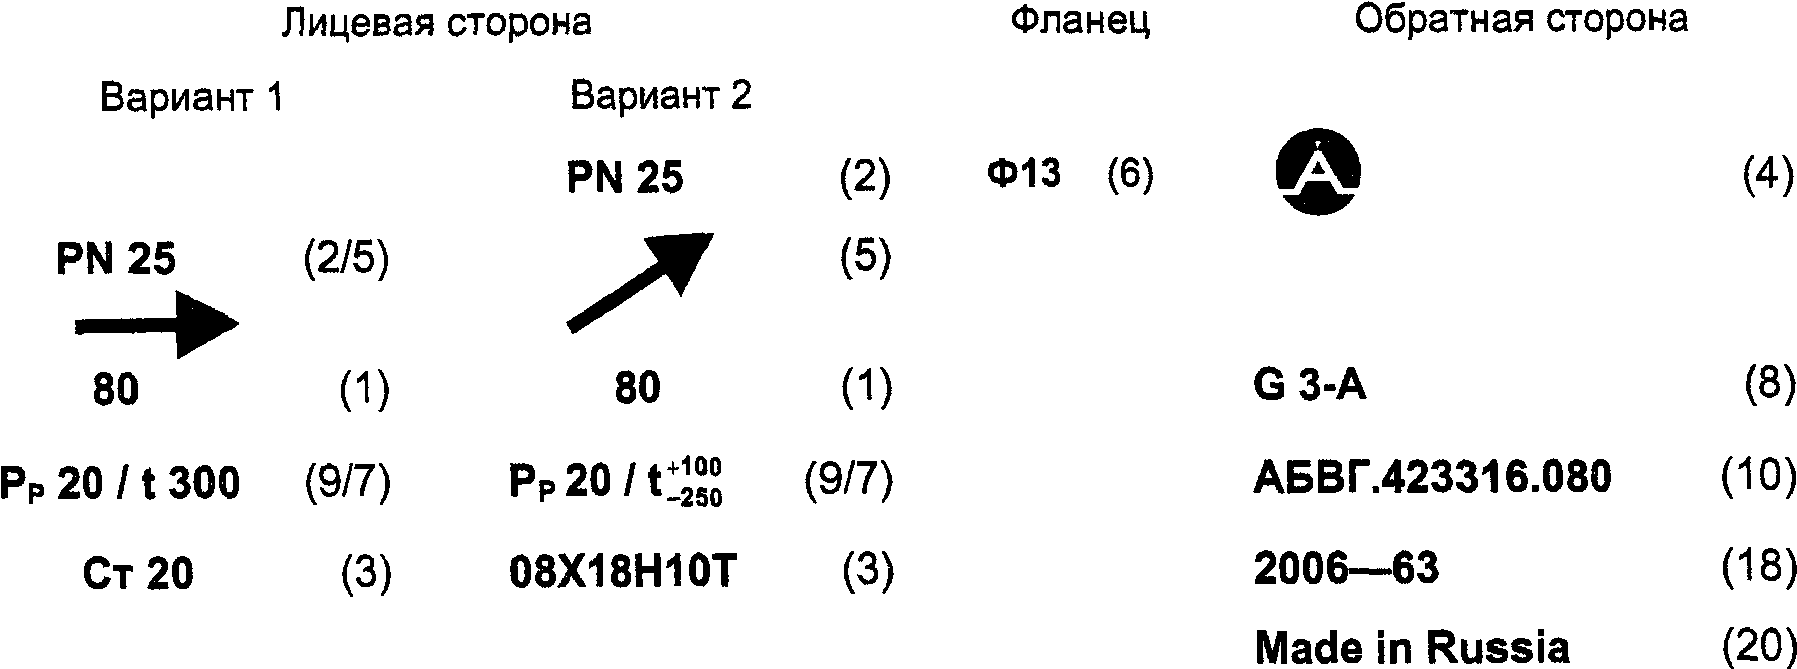 Лицевая сторона Фланец Обратная сторона
Вариант 1 Вариант 2
PN 25 (2) Ф13 (6) А (4)
PN 25 (2/5) (5)
80 (1) 80 (1) G 3-А (8)
Pр 20 / t 300 (9/7) Pр 20 / t +100 −250 (9/7) АБВГ.423316.080 (10)
Ст 20 (3) 08Х18Н10Т (3) 2006—63 (18)
Made in Russia (20)